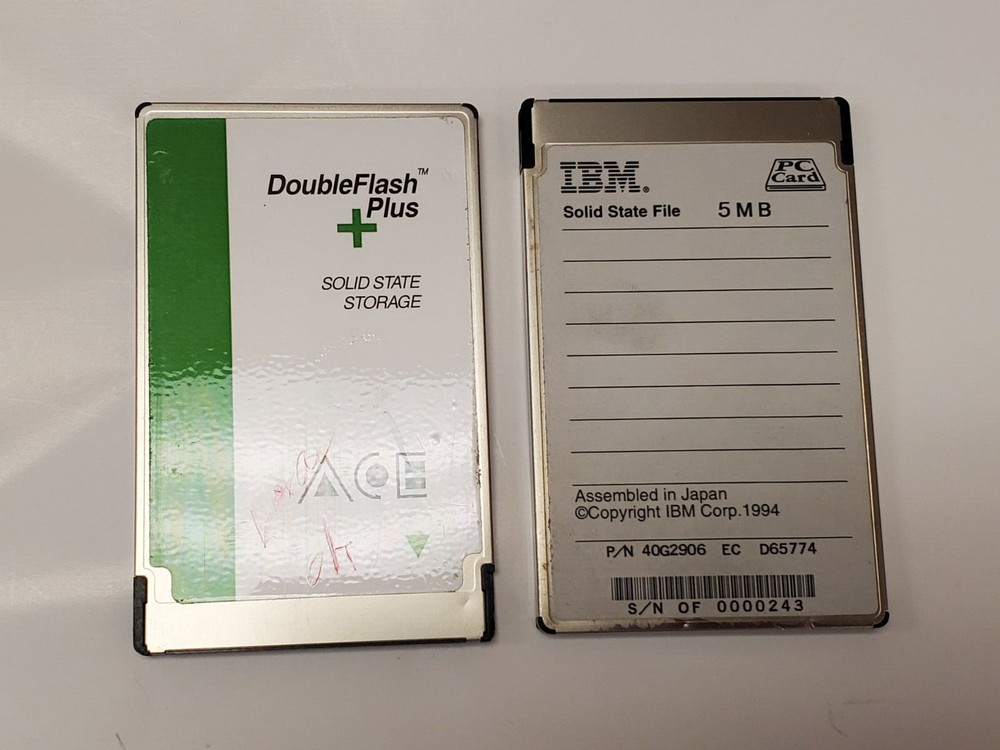 DoubleFlash™
Plus
SOLID STATE
STORAGE
ACE
IBM®
PC
Card
Solid State File 5MB
Assembled in Japan
©Copyright IBM Corp.1994
P/N 40G2906 EC D65774
S/N OF 0000243